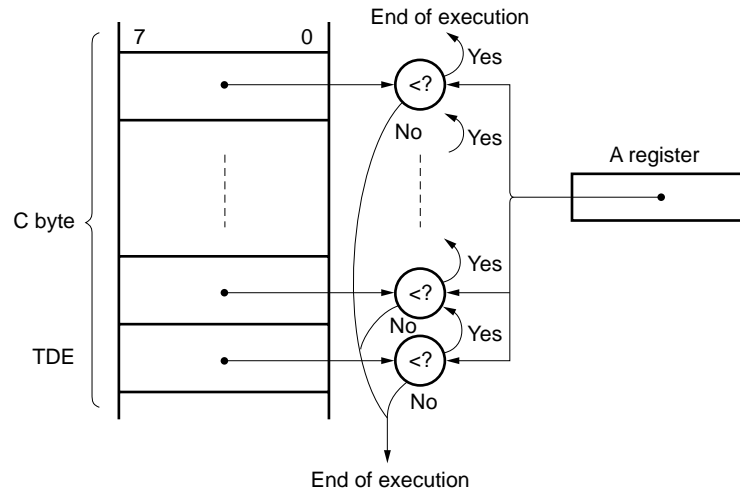 End of execution
7 0
Yes
<?
No
Yes
A register
C byte
Yes
<?
No
Yes
TDE
<?
No
End of execution